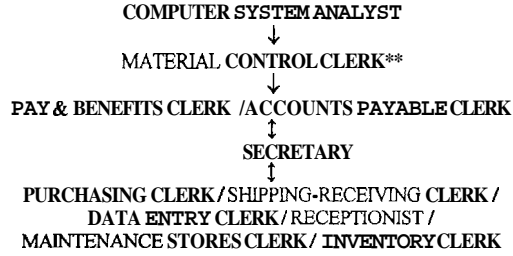 COMPUTER SYSTEM ANALYST
↓
MATERIAL CONTROL CLERK**
↓
PAY & BENEFITS CLERK /ACCOUNTS PAYABLE CLERK
↕
SECRETARY
↕
PURCHASING CLERK / SHIPPING-RECEIVING CLERK /
DATA ENTRY CLERK / RECEPTIONIST /
MAINTENANCE STORES CLERK / INVENTORY CLERK